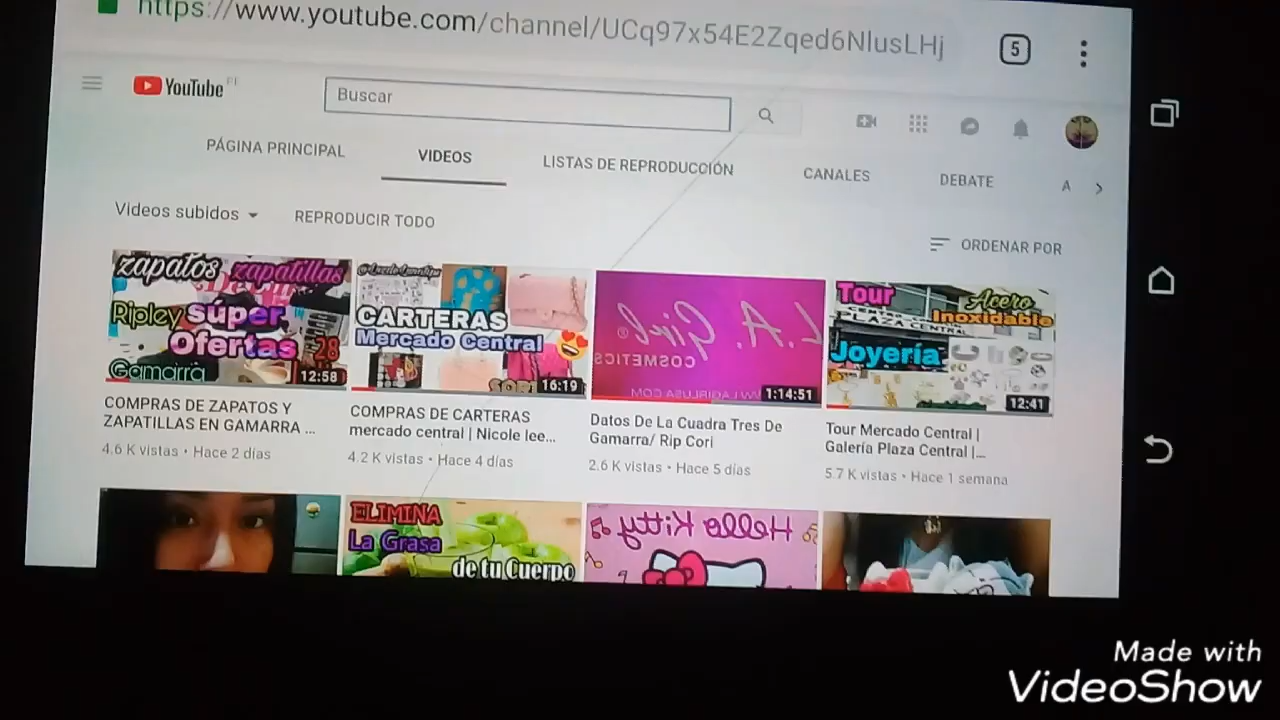 https://www.youtube.com/channel/UCq97x54E2Zqed6NlusLHj
5
YouTube PE
Buscar
PÁGINA PRINCIPAL
VIDEOS
LISTAS DE REPRODUCCIÓN
CANALES
DEBATE
A
Videos subidos
REPRODUCIR TODO
ORDENAR POR
zapatos zapatillas
Ripley súper
Ofertas 28
Gamarra
12:58
CARTERAS
Mercado Central
16:19
L.A. Girl
COSMETICS
1:14:51
Tour
Acero
Inoxidable
PLAZA CENTRAL
Joyería
12:41
COMPRAS DE ZAPATOS Y
ZAPATILLAS EN GAMARRA ...
4.6 K vistas • Hace 2 días
COMPRAS DE CARTERAS
mercado central | Nicole lee...
4.2 K vistas • Hace 4 días
Datos De La Cuadra Tres De
Gamarra/ Rip Cori
2.6 K vistas • Hace 5 días
Tour Mercado Central |
Galería Plaza Central |...
5.7 K vistas • Hace 1 semana
ELIMINA
La Grasa
de tu Cuerpo
Hello Kitty
Made with
VideoShow